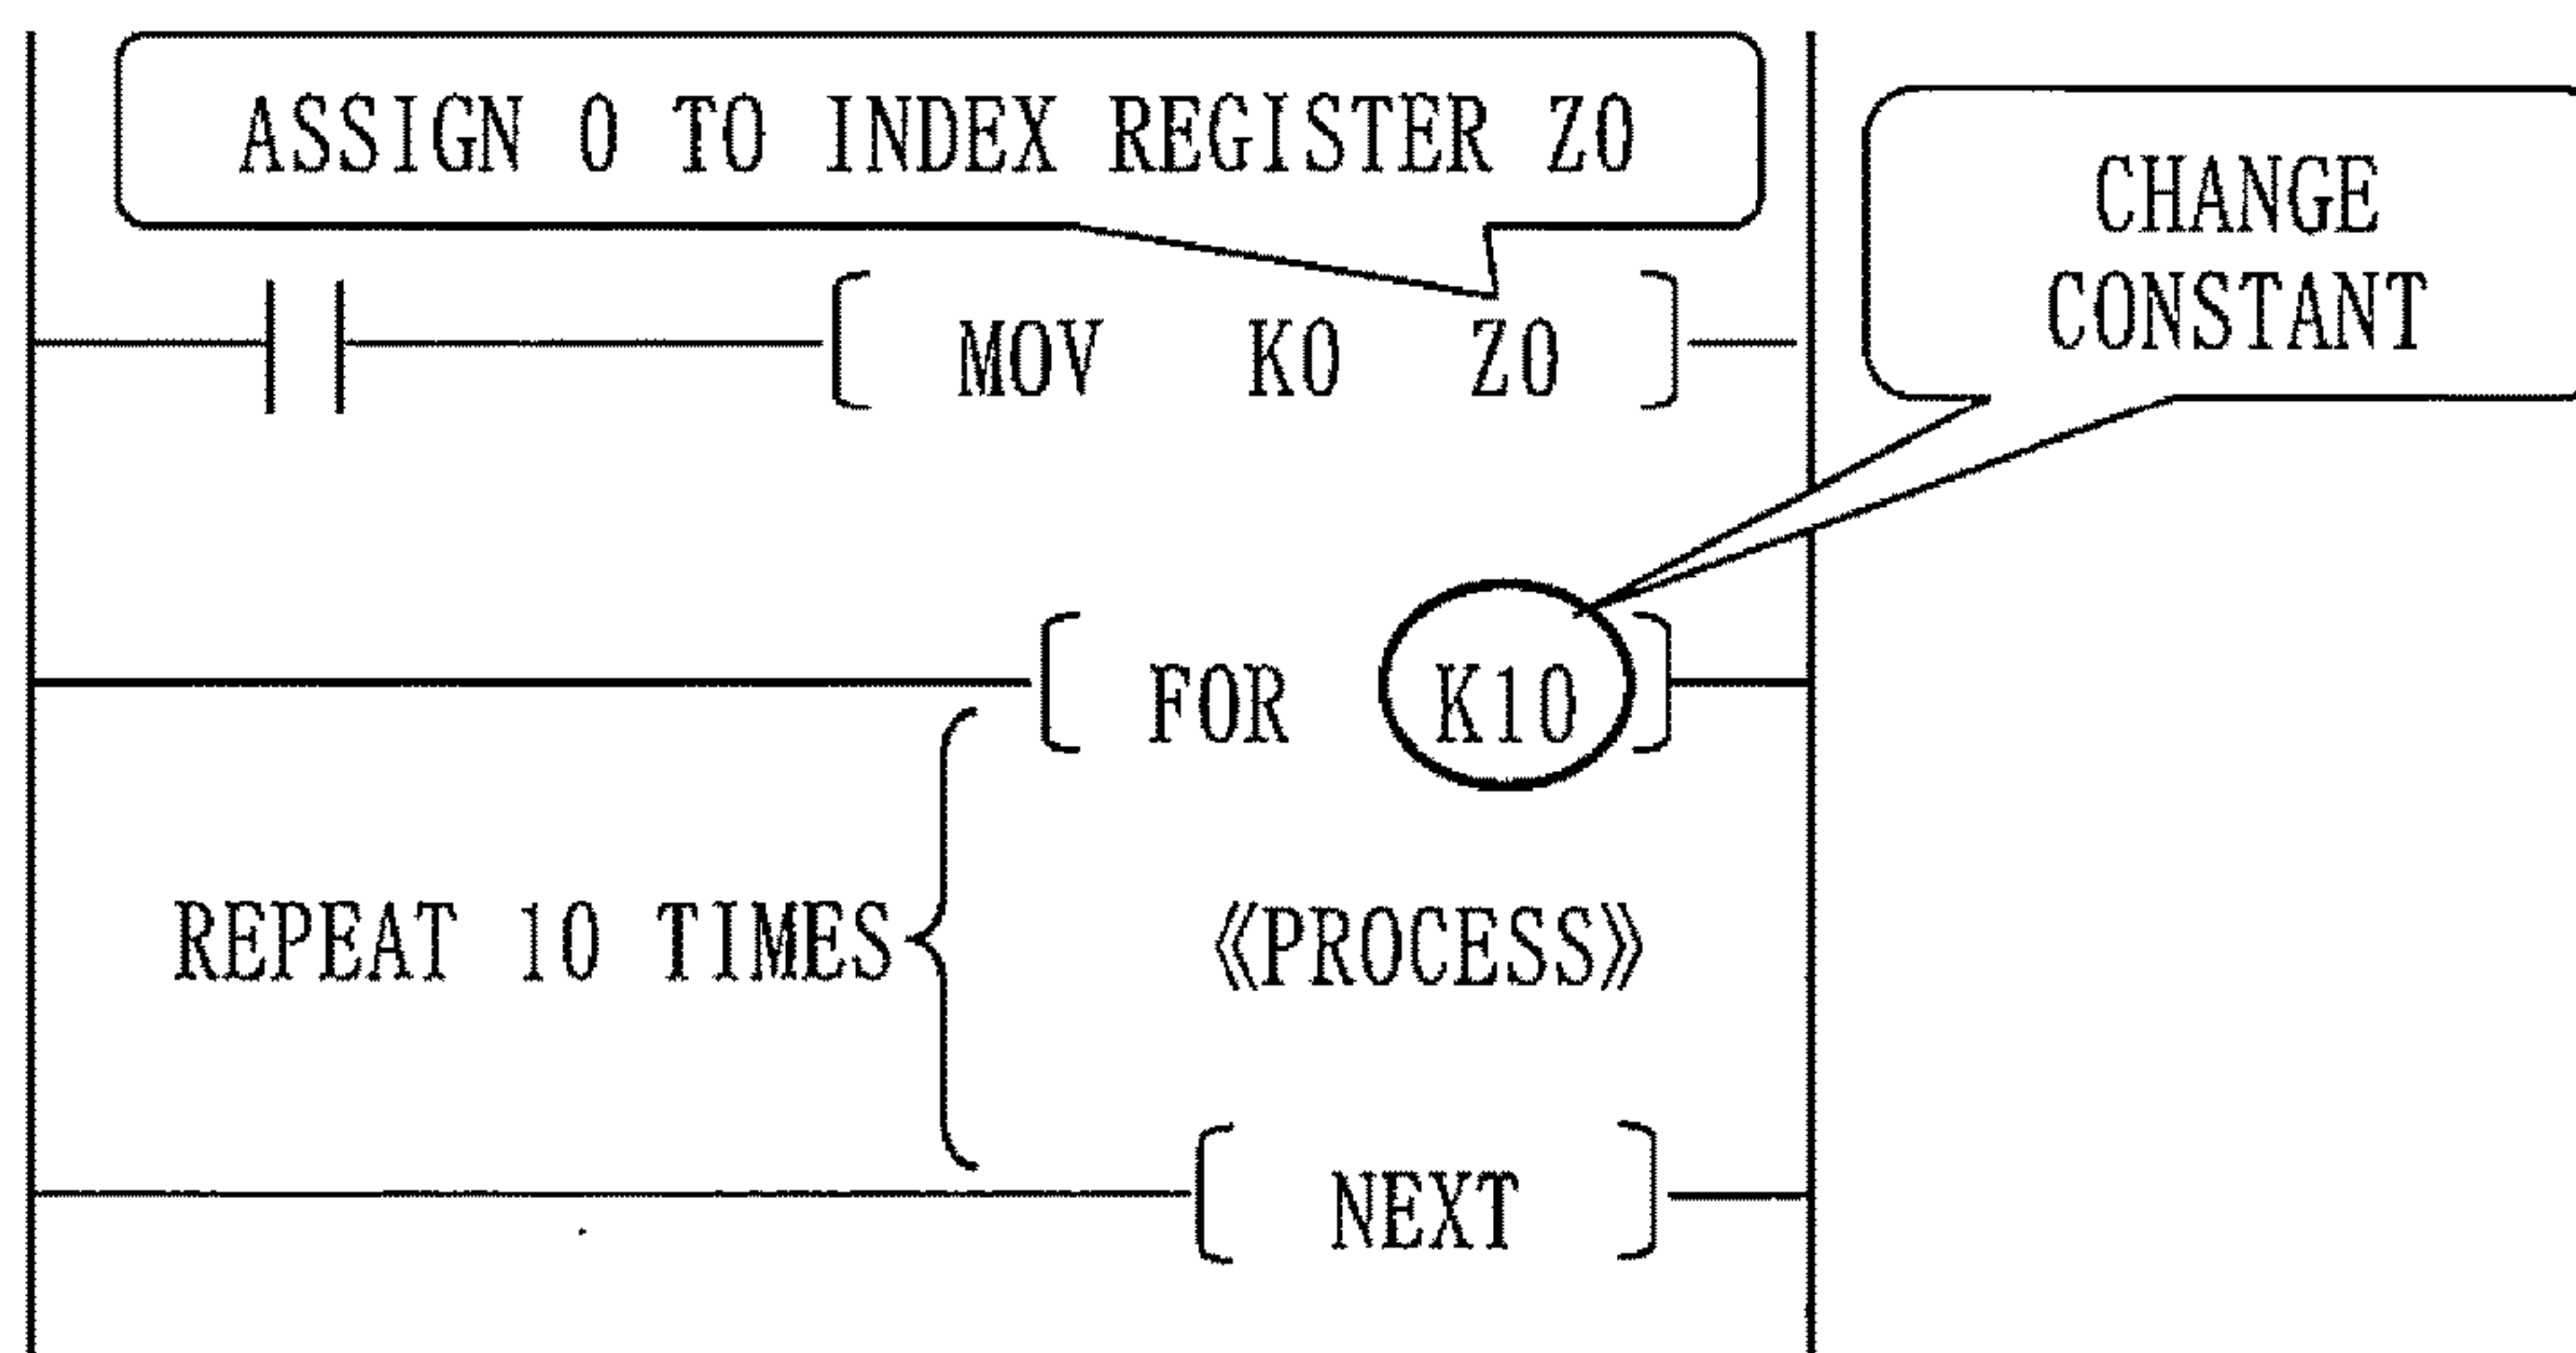 ASSIGN 0 TO INDEX REGISTER Z0
CHANGE
CONSTANT
MOV K0 Z0
FOR K10
REPEAT 10 TIMES
《PROCESS》
NEXT